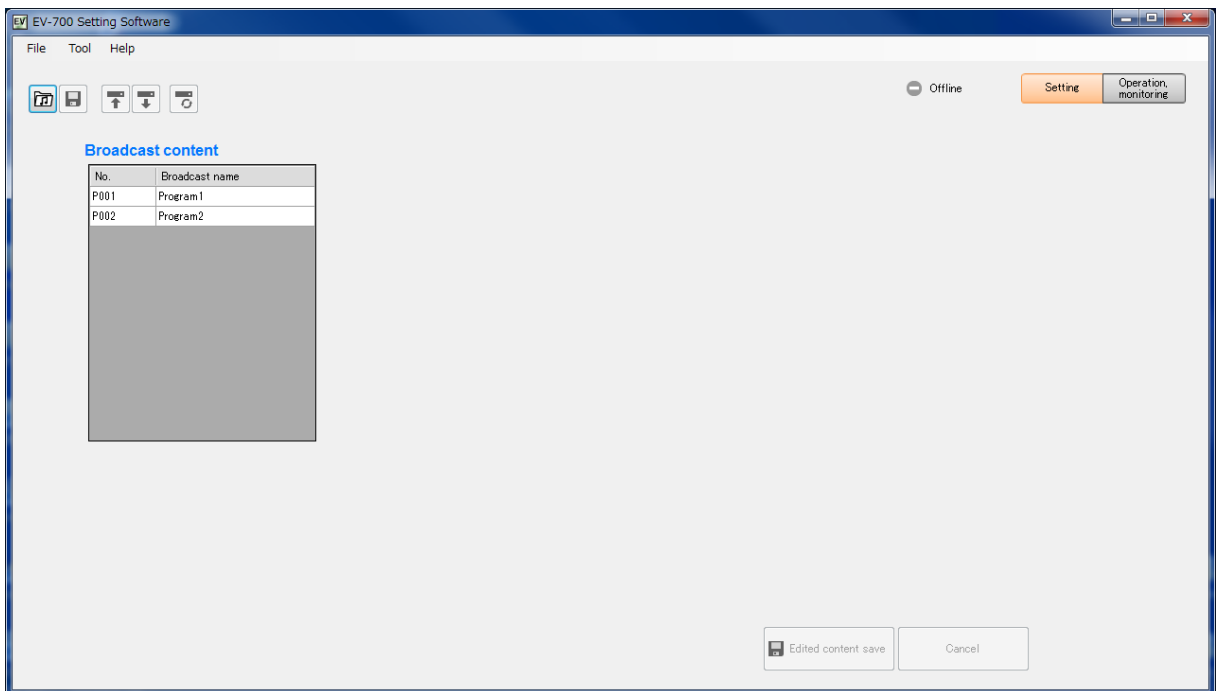 EV EV-700 Setting Software
File Tool Help
Offline
Setting
Operation,
monitoring
Broadcast content
No. Broadcast name
P001 Program1
P002 Program2
Edited content save
Cancel